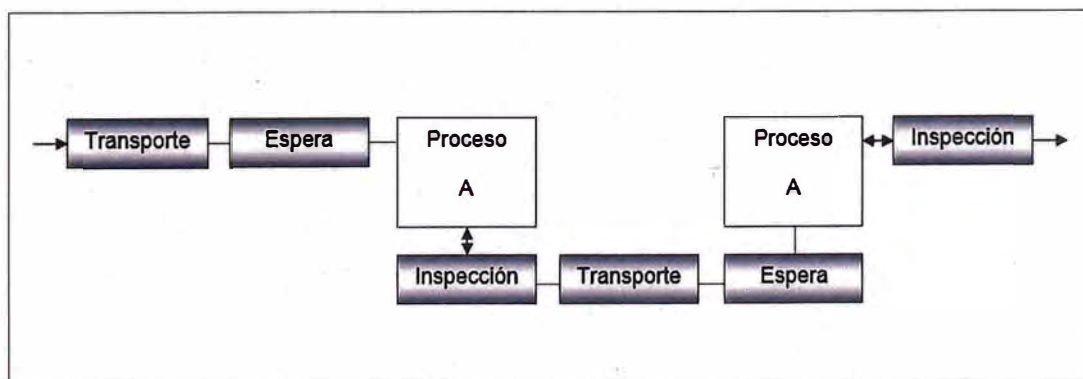 Transporte
Espera
Proceso
A
Inspección
Transporte
Espera
Proceso
A
Inspección